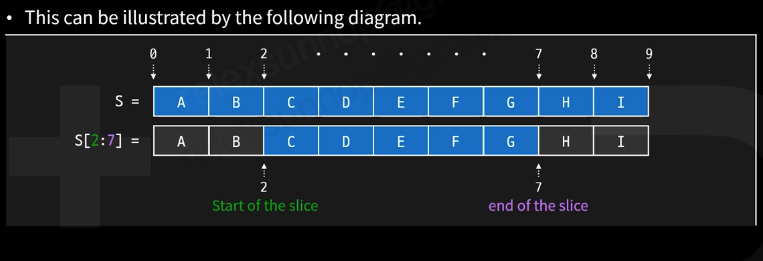 • This can be illustrated by the following diagram.
0 1 2 . . . . . . . 7 8 9
S = A B C D E F G H I
S[2:7] = A B C D E F G H I
2 7
Start of the slice end of the slice